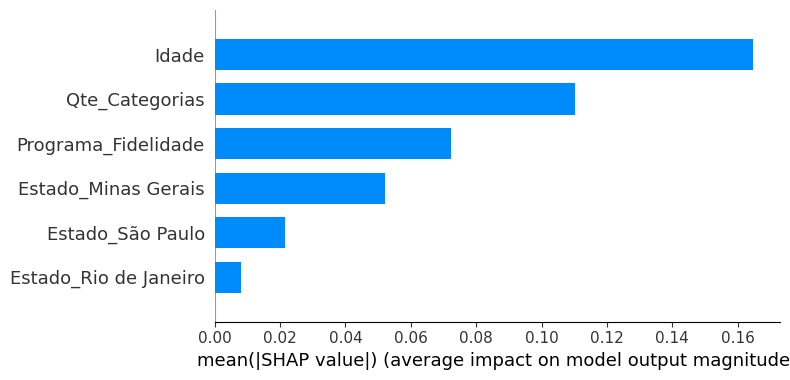 Idade
Qte_Categorias
Programa_Fidelidade
Estado_Minas Gerais
Estado_São Paulo
Estado_Rio de Janeiro
0.00 0.02 0.04 0.06 0.08 0.10 0.12 0.14 0.16
mean(|SHAP value|) (average impact on model output magnitude